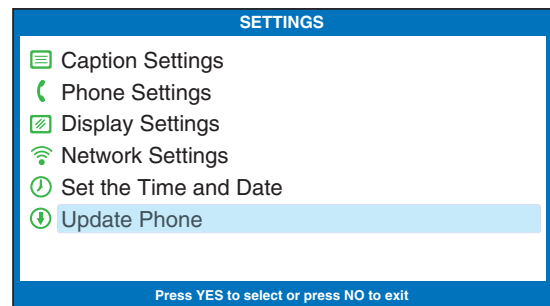 SETTINGS
Caption Settings
Phone Settings
Display Settings
Network Settings
Set the Time and Date
Update Phone
Press YES to select or press NO to exit